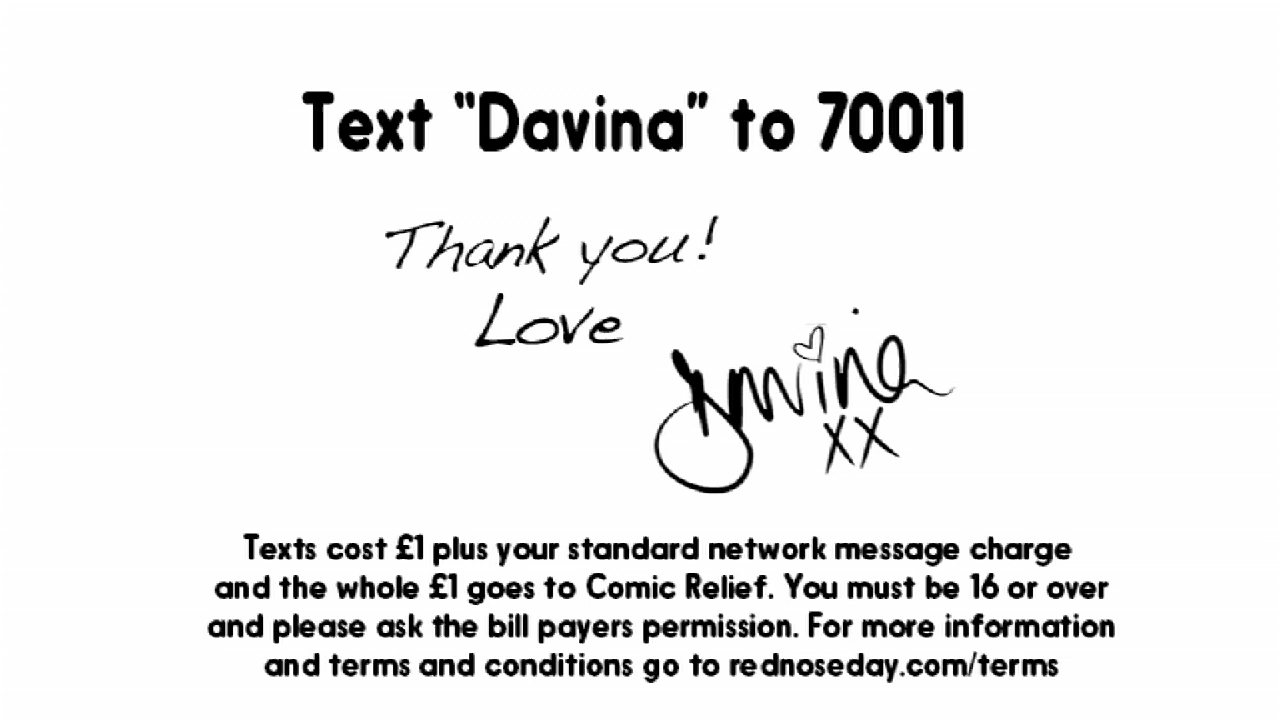 Text "Davina" to 70011
Thank you!
Love
Davina
xx
Texts cost £1 plus your standard network message charge
and the whole £1 goes to Comic Relief. You must be 16 or over
and please ask the bill payers permission. For more information
and terms and conditions go to rednoseday.com/terms